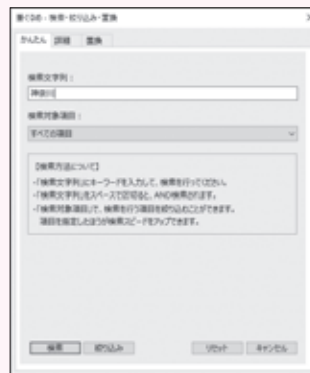 筆ぐるめ - 検索・絞り込み・置換
かんたん 詳細 置換
検索文字列：
神奈川
検索対象項目：
すべての項目
【検索方法について】
-「検索文字列」にキーワードを入力して、検索を行ってください。
-「検索文字列」をスペースで区切ると、AND検索されます。
-「検索対象項目」で、検索を行う項目を絞り込むことができます。
項目を指定したほうが検索スピードをアップできます。
検索 絞り込み リセット キャンセル